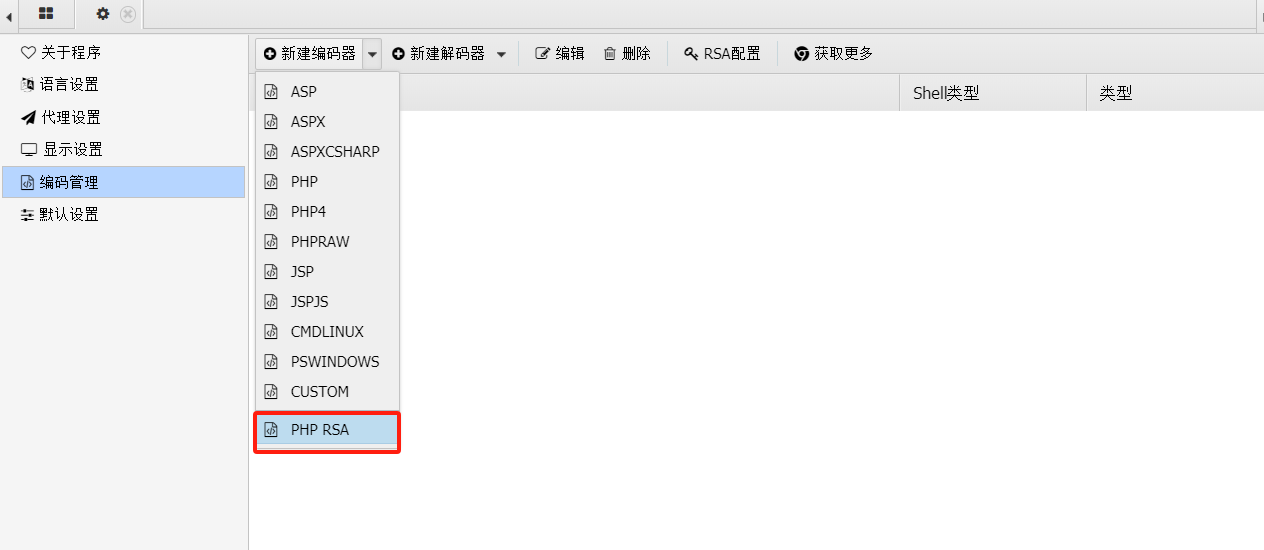 关于程序
语言设置
代理设置
显示设置
编码管理
默认设置
新建编码器 新建解码器 编辑 删除 RSA配置 获取更多
Shell类型 类型
ASP
ASPX
ASPXCSHARP
PHP
PHP4
PHPRAW
JSP
JSPJS
CMDLINUX
PSWINDOWS
CUSTOM
PHP RSA